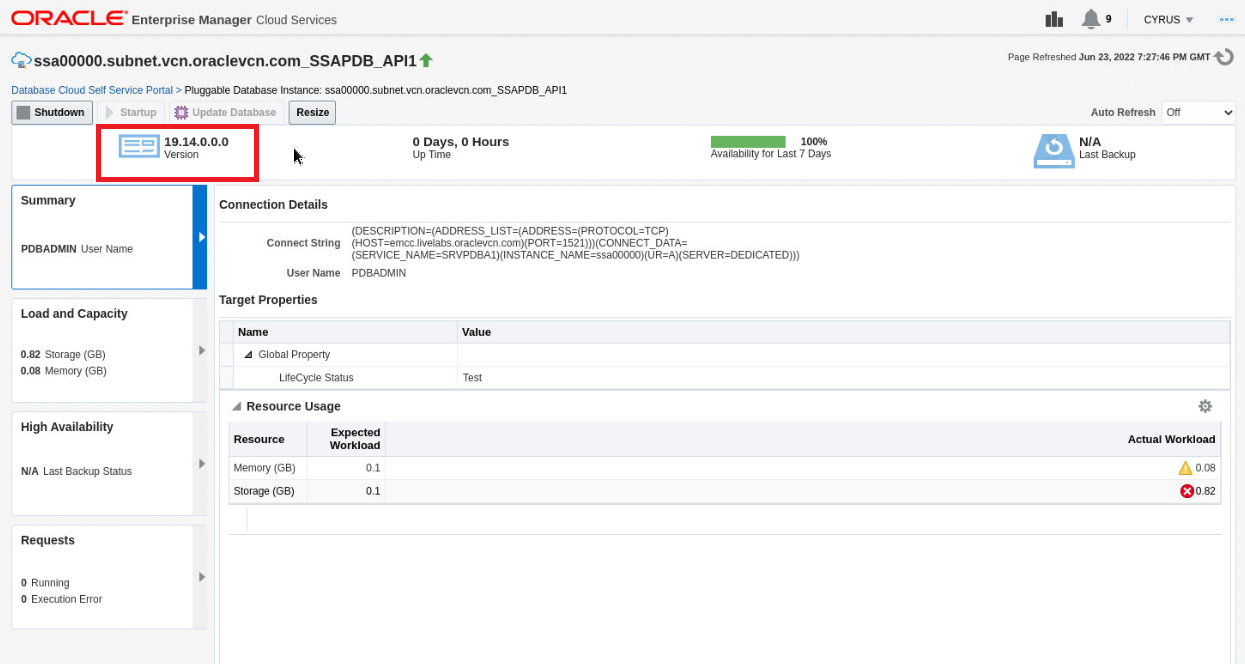 ORACLE Enterprise Manager Cloud Services
9
CYRUS
ssa00000.subnet.vcn.oraclevcn.com_SSAPDB_API1
Page Refreshed Jun 23, 2022 7:27:46 PM GMT
Database Cloud Self Service Portal > Pluggable Database Instance: ssa00000.subnet.vcn.oraclevcn.com_SSAPDB_API1
Shutdown Startup Update Database Resize
Auto Refresh Off
19.14.0.0.0
Version
0 Days, 0 Hours
Up Time
100%
Availability for Last 7 Days
N/A
Last Backup
Summary
PDBADMIN User Name
Load and Capacity
0.82 Storage (GB)
0.08 Memory (GB)
High Availability
N/A Last Backup Status
Requests
0 Running
0 Execution Error
Connection Details
Connect String
(DESCRIPTION=(ADDRESS_LIST=(ADDRESS=(PROTOCOL=TCP)
(HOST=emcc.livelabs.oraclevcn.com)(PORT=1521)))(CONNECT_DATA=
(SERVICE_NAME=SRVPDBA1)(INSTANCE_NAME=ssa00000)(UR=A)(SERVER=DEDICATED)))
User Name PDBADMIN
Target Properties
Name Value
Global Property
LifeCycle Status Test
Resource Usage
Resource Expected Workload Actual Workload
Memory (GB) 0.1 0.08
Storage (GB) 0.1 0.82